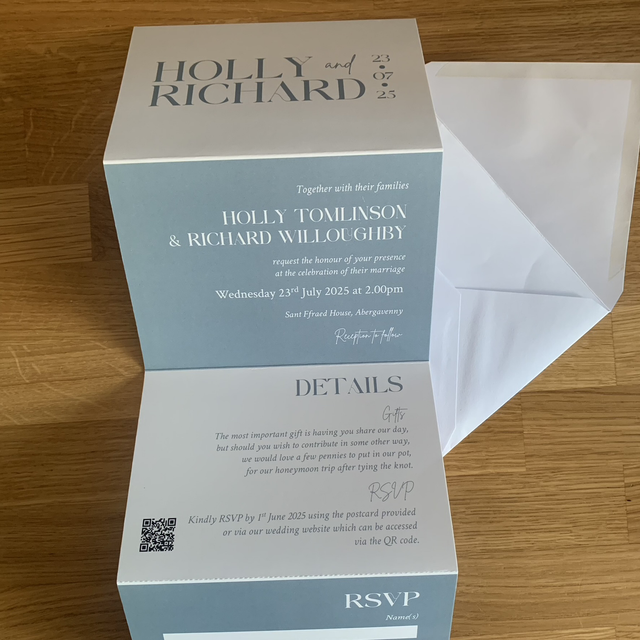 HOLLY and
RICHARD
23
•
07
•
25
Together with their families
HOLLY TOMLINSON
& RICHARD WILLOUGHBY
request the honour of your presence
at the celebration of their marriage
Wednesday 23rd July 2025 at 2.00pm
Sant Ffraed House, Abergavenny
Reception to follow
DETAILS
Gifts
The most important gift is having you share our day,
but should you wish to contribute in some other way,
we would love a few pennies to put in our pot,
for our honeymoon trip after tying the knot.
RSVP
Kindly RSVP by 1st June 2025 using the postcard provided
or via our wedding website which can be accessed
via the QR code.
RSVP
Name(s)